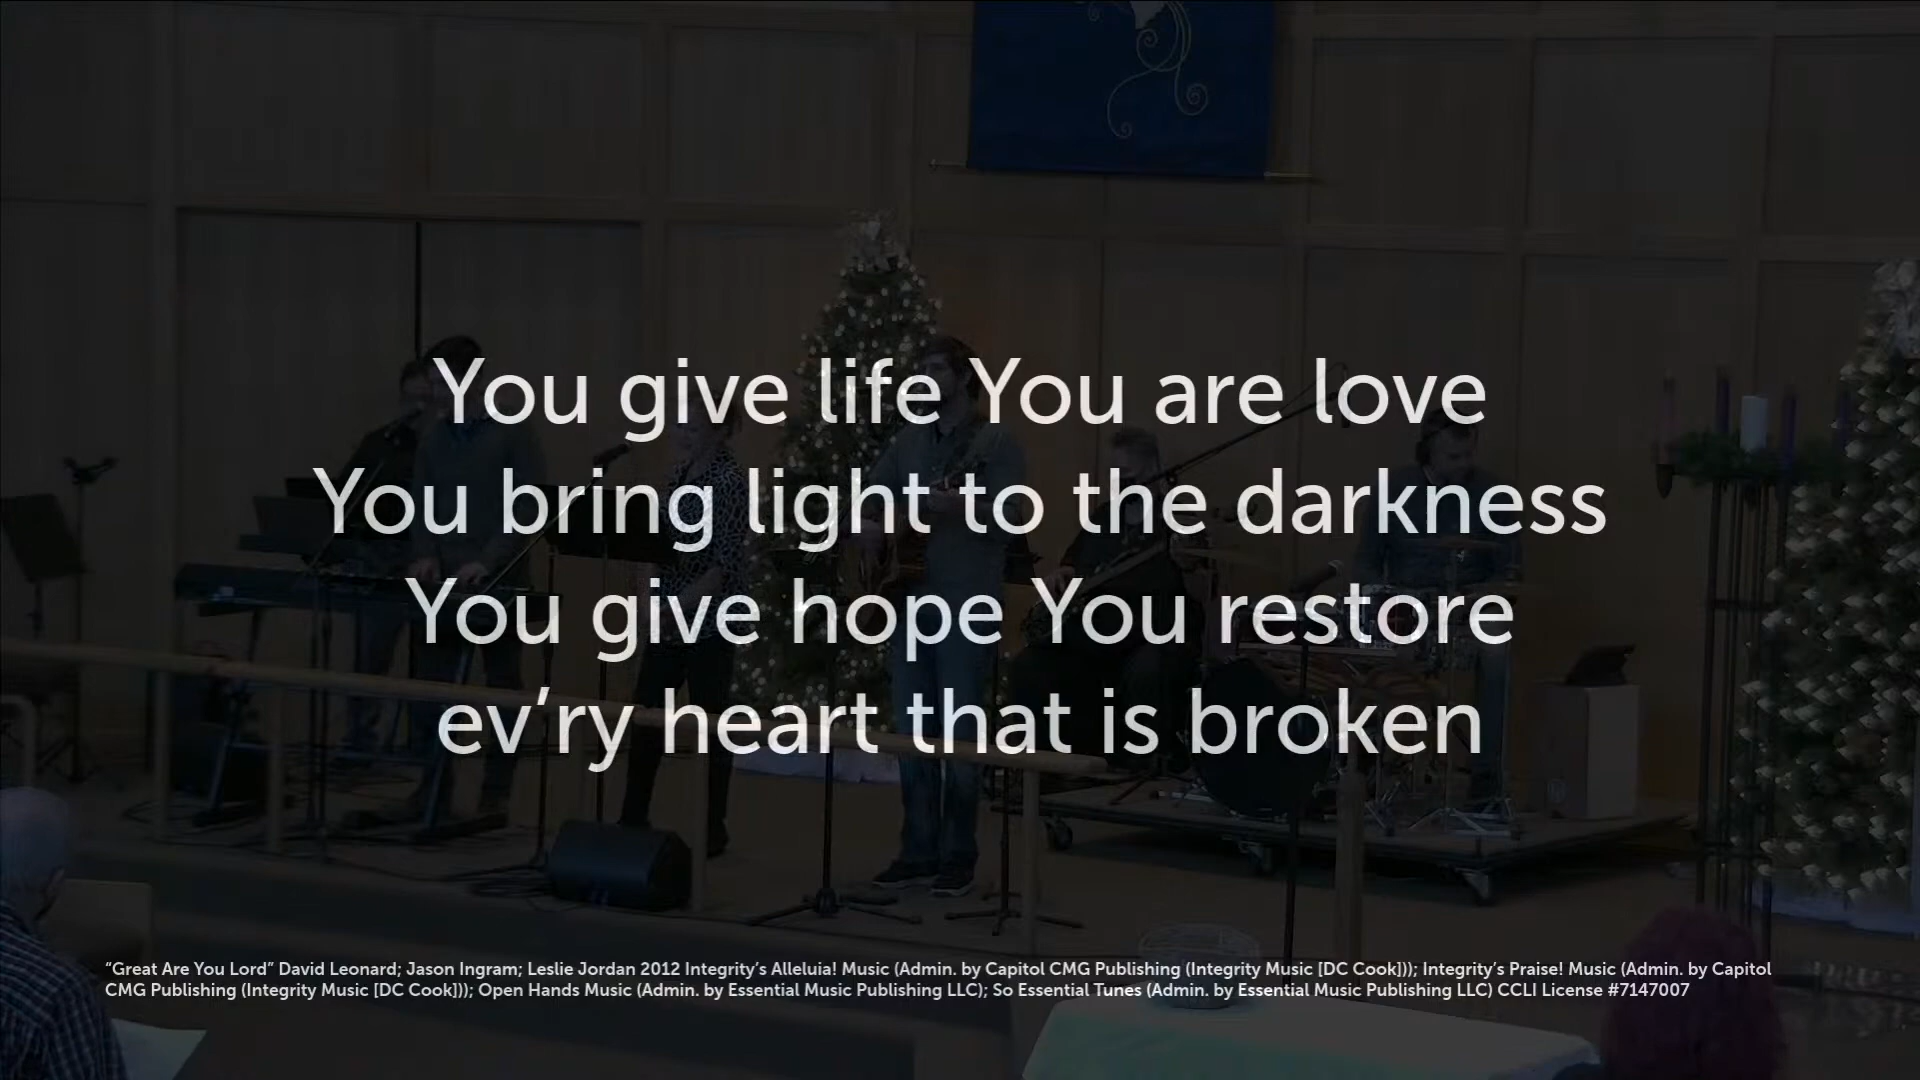 You give life You are love
You bring light to the darkness
You give hope You restore
ev’ry heart that is broken
“Great Are You Lord” David Leonard; Jason Ingram; Leslie Jordan 2012 Integrity’s Alleluia! Music (Admin. by Capitol CMG Publishing (Integrity Music [DC Cook])); Integrity’s Praise! Music (Admin. by Capitol
CMG Publishing (Integrity Music [DC Cook])); Open Hands Music (Admin. by Essential Music Publishing LLC); So Essential Tunes (Admin. by Essential Music Publishing LLC) CCLI License #7147007